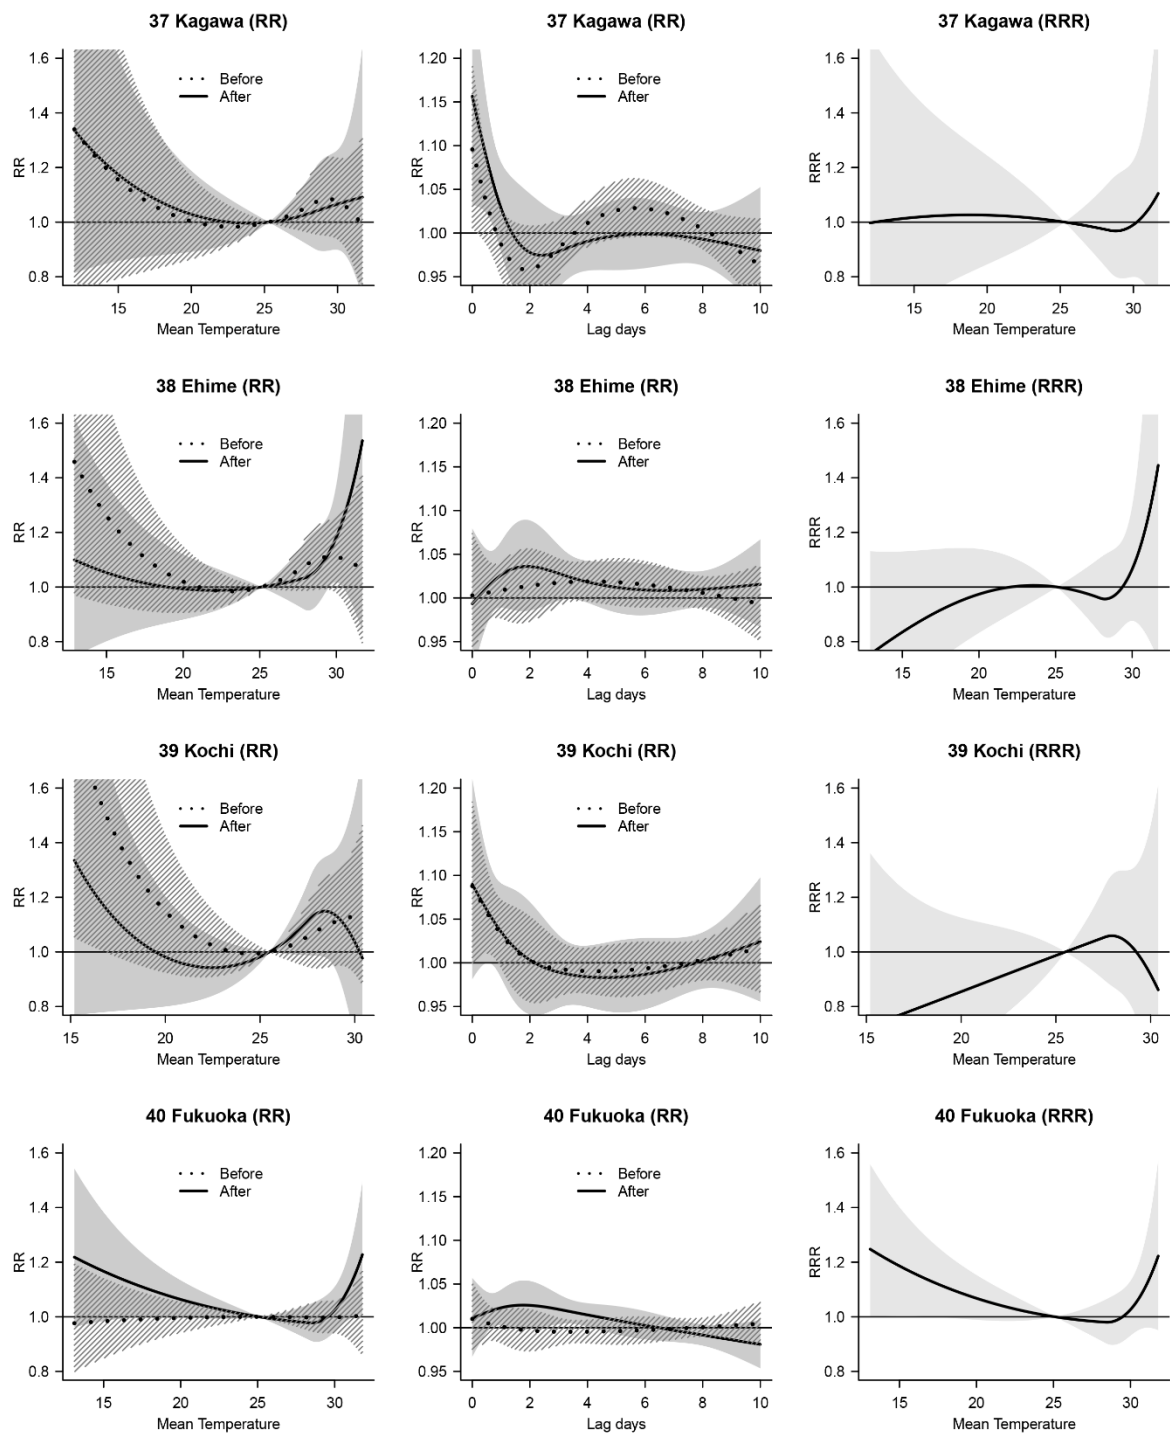 37 Kagawa (RR)
RR
1.6
1.4
1.2
1.0
0.8
Before
After
15 20 25 30
Mean Temperature
37 Kagawa (RR)
RR
1.20
1.15
1.10
1.05
1.00
0.95
Before
After
0 2 4 6 8 10
Lag days
37 Kagawa (RRR)
RRR
1.6
1.4
1.2
1.0
0.8
15 20 25 30
Mean Temperature
38 Ehime (RR)
RR
1.6
1.4
1.2
1.0
0.8
Before
After
15 20 25 30
Mean Temperature
38 Ehime (RR)
RR
1.20
1.15
1.10
1.05
1.00
0.95
Before
After
0 2 4 6 8 10
Lag days
38 Ehime (RRR)
RRR
1.6
1.4
1.2
1.0
0.8
15 20 25 30
Mean Temperature
39 Kochi (RR)
RR
1.6
1.4
1.2
1.0
0.8
Before
After
15 20 25 30
Mean Temperature
39 Kochi (RR)
RR
1.20
1.15
1.10
1.05
1.00
0.95
Before
After
0 2 4 6 8 10
Lag days
39 Kochi (RRR)
RRR
1.6
1.4
1.2
1.0
0.8
15 20 25 30
Mean Temperature
40 Fukuoka (RR)
RR
1.6
1.4
1.2
1.0
0.8
Before
After
15 20 25 30
Mean Temperature
40 Fukuoka (RR)
RR
1.20
1.15
1.10
1.05
1.00
0.95
Before
After
0 2 4 6 8 10
Lag days
40 Fukuoka (RRR)
RRR
1.6
1.4
1.2
1.0
0.8
15 20 25 30
Mean Temperature